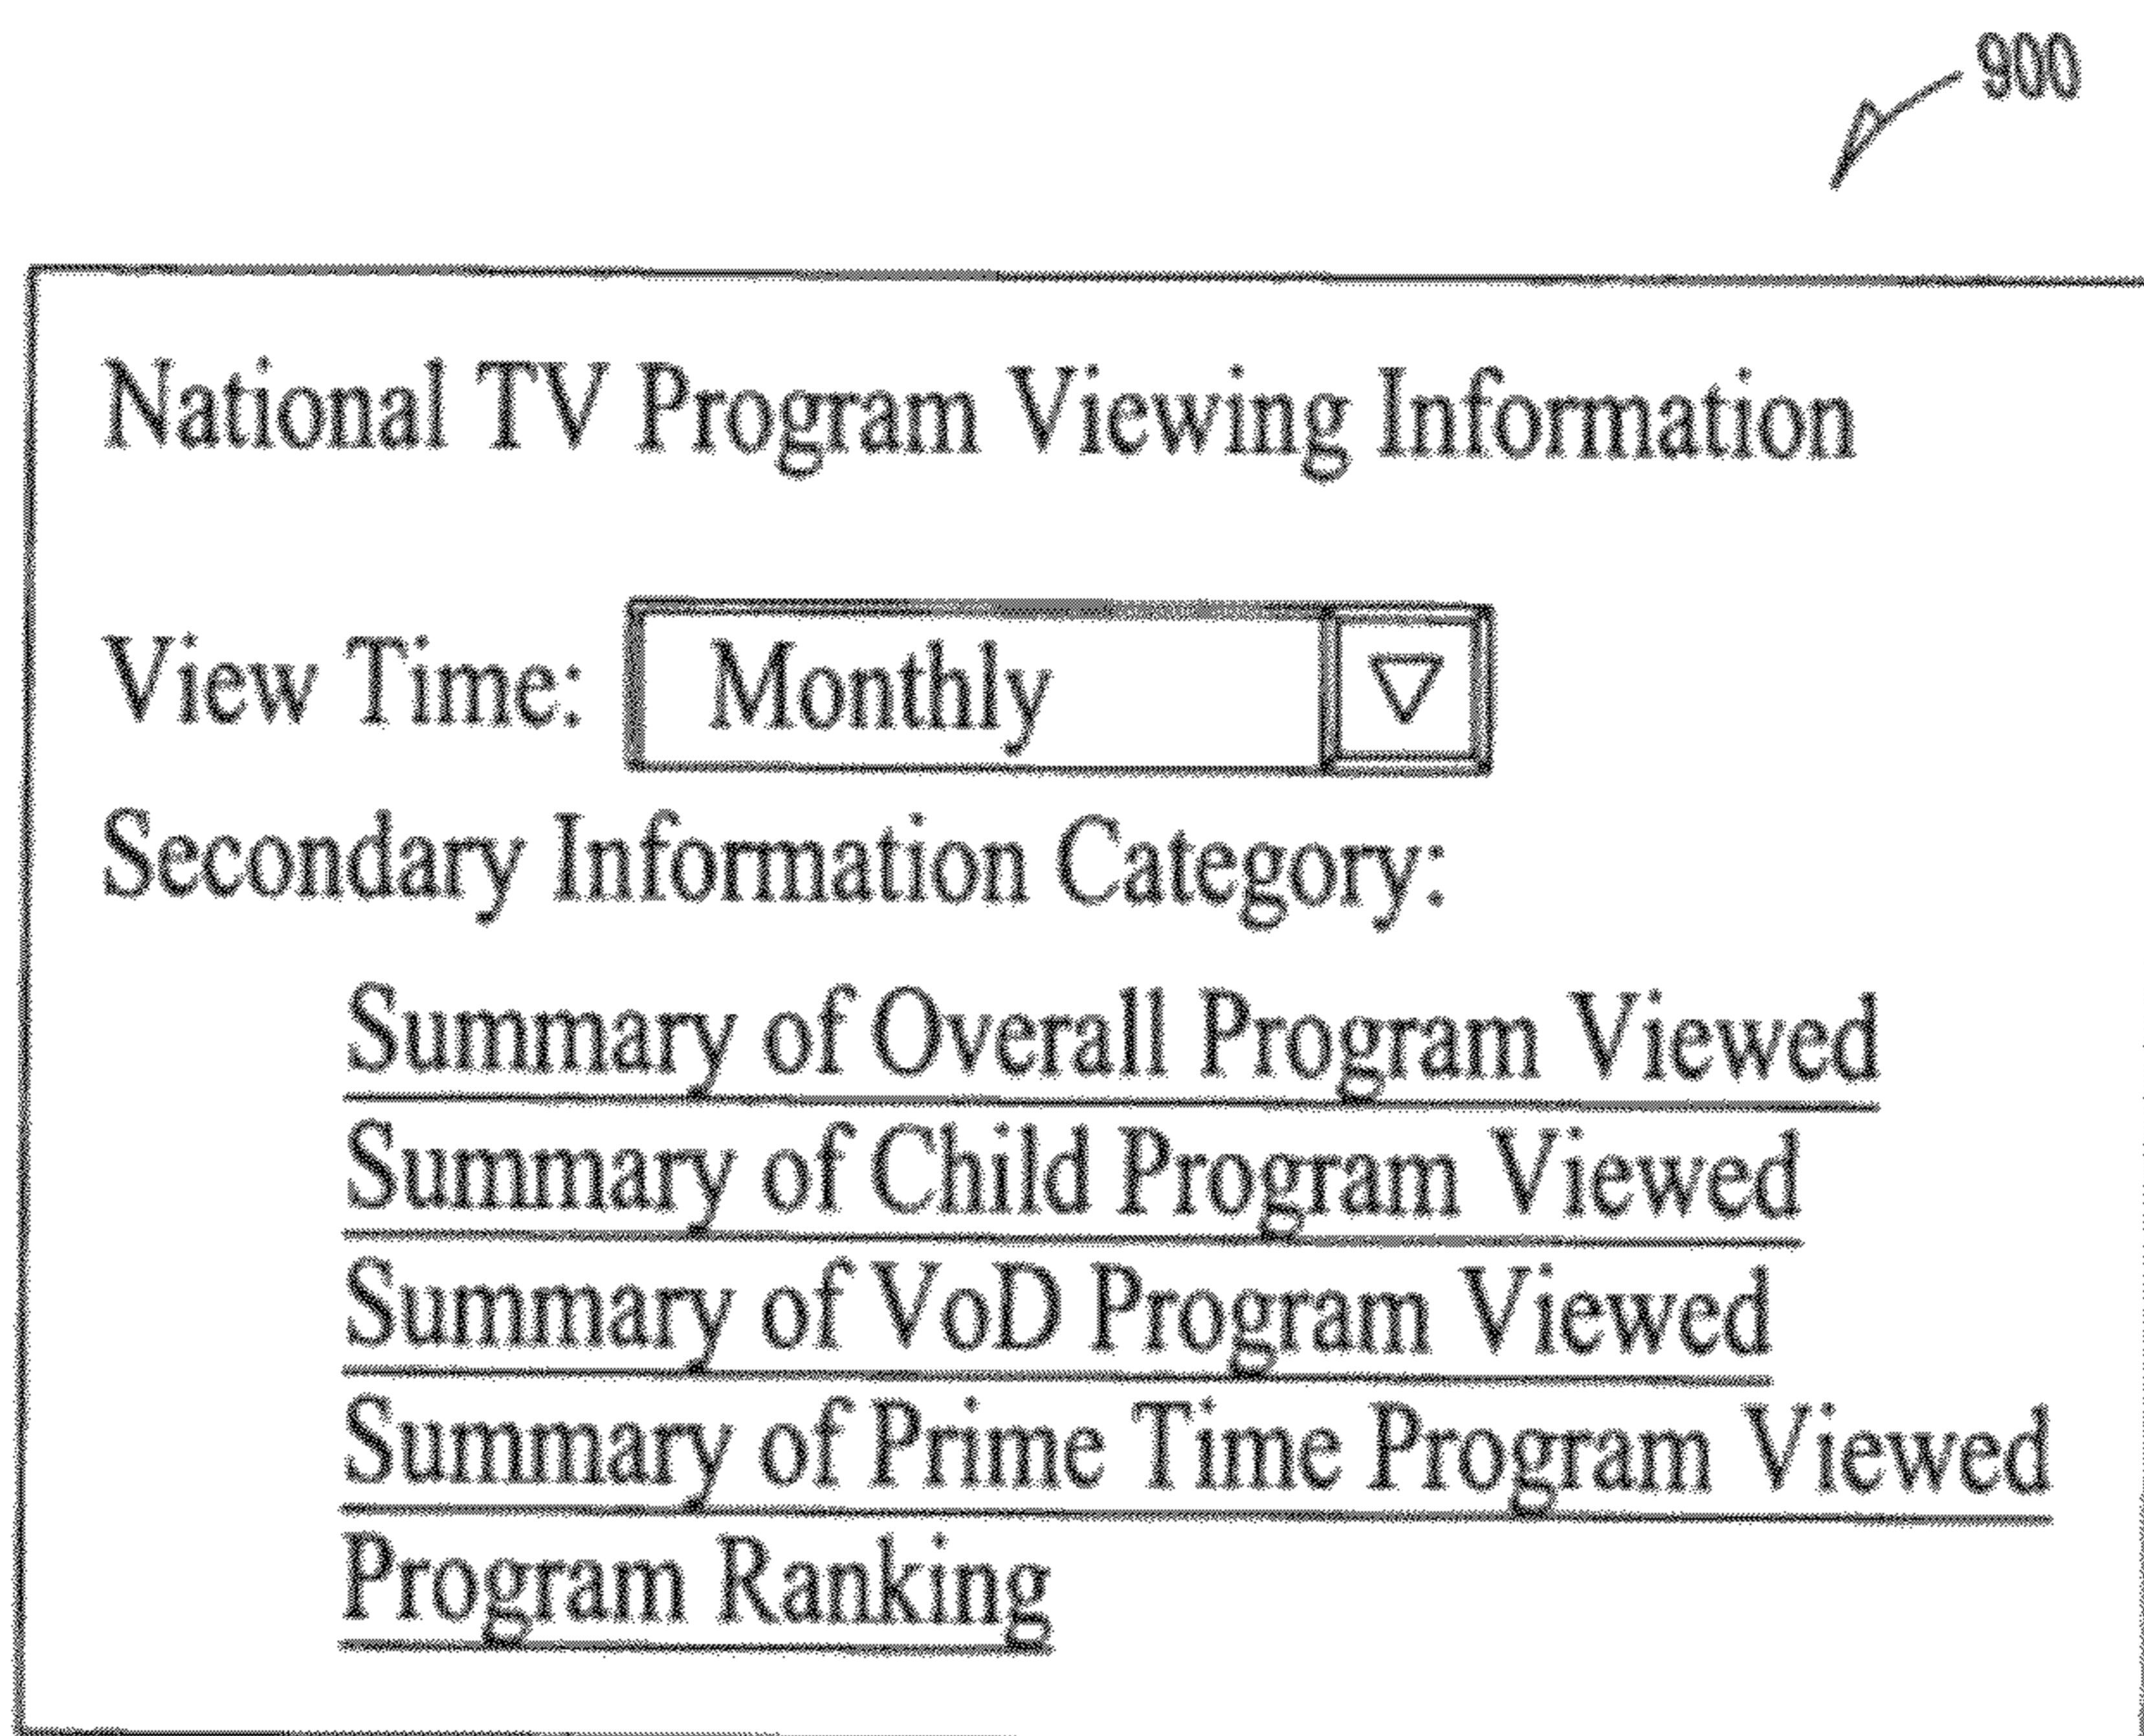 900
National TV Program Viewing Information
View Time: Monthly
Secondary Information Category:
Summary of Overall Program Viewed
Summary of Child Program Viewed
Summary of VoD Program Viewed
Summary of Prime Time Program Viewed
Program Ranking